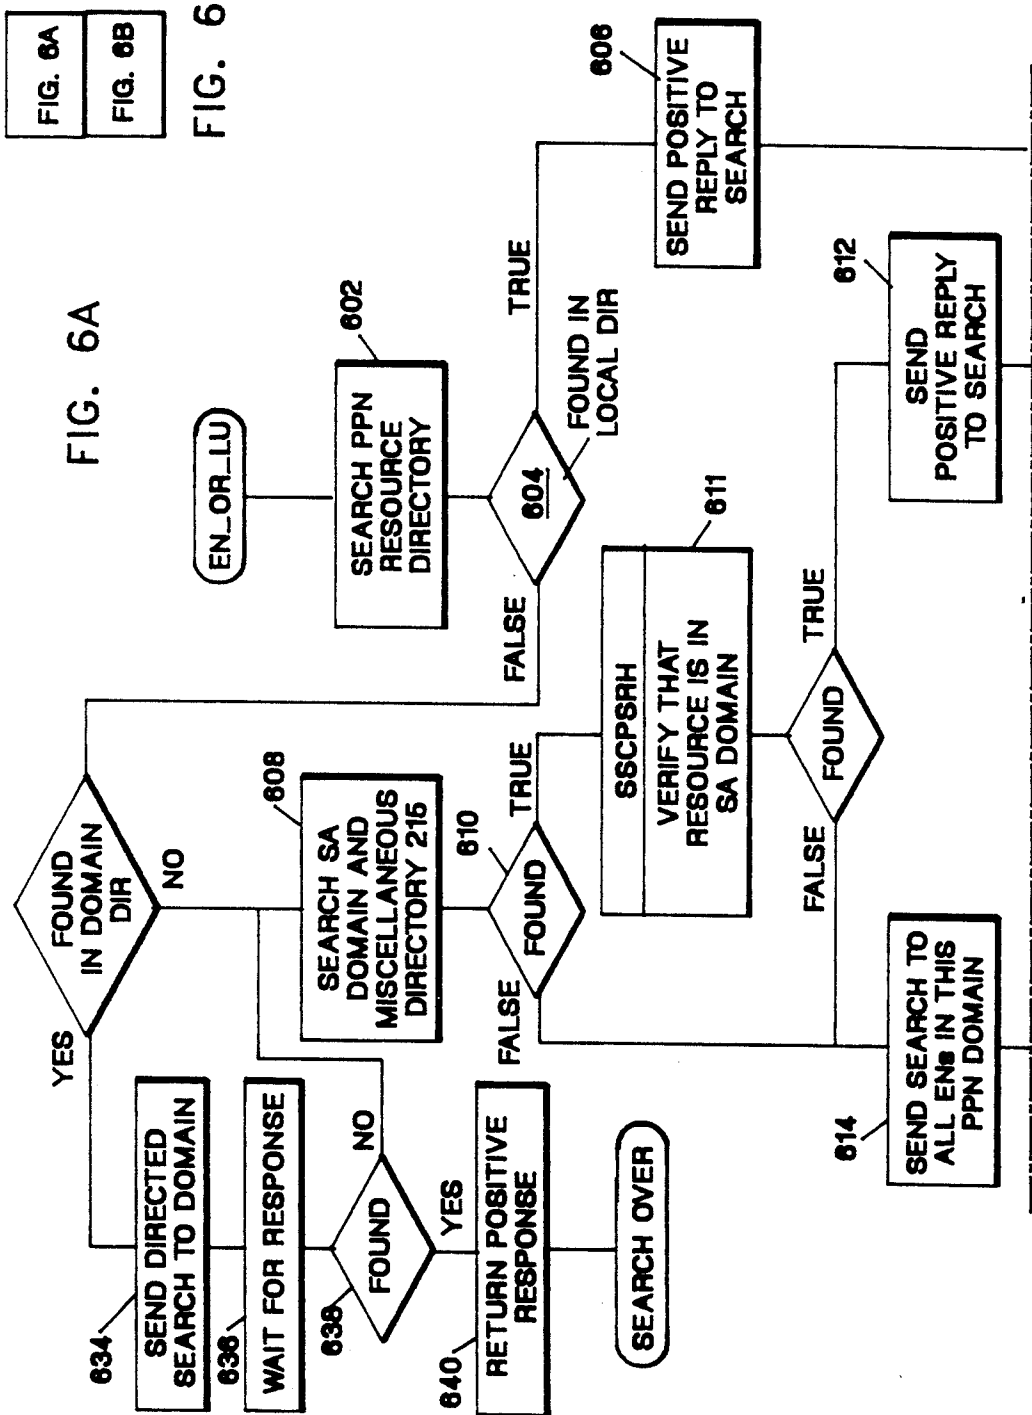 FIG. 6A
FIG. 6B
FIG. 6
FIG. 6A
EN_OR_LU
602
SEARCH PPN
RESOURCE
DIRECTORY
604
FOUND IN
LOCAL DIR
TRUE
FALSE
606
SEND POSITIVE
REPLY TO
SEARCH
FOUND
IN DOMAIN
DIR
YES
NO
608
SEARCH SA
DOMAIN AND
MISCELLANEOUS
DIRECTORY 215
610
FOUND
TRUE
FALSE
611
SSCPSRH
VERIFY THAT
RESOURCE IS IN
SA DOMAIN
FOUND
TRUE
FALSE
612
SEND
POSITIVE REPLY
TO SEARCH
614
SEND SEARCH TO
ALL ENs IN THIS
PPN DOMAIN
634
SEND DIRECTED
SEARCH TO DOMAIN
636
WAIT FOR RESPONSE
638
FOUND
NO
YES
640
RETURN POSITIVE
RESPONSE
SEARCH OVER